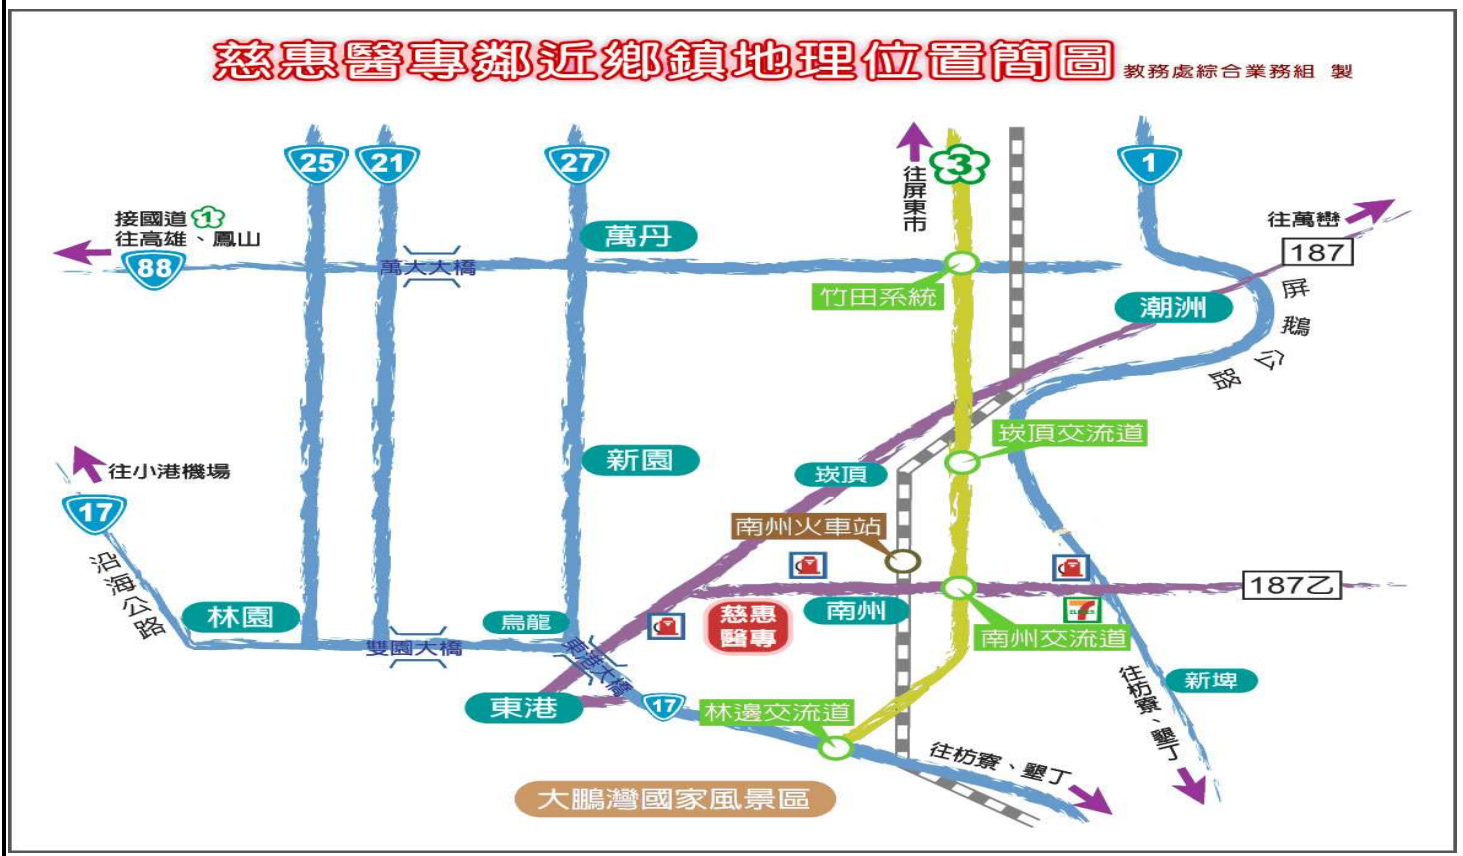 慈惠醫專鄰近鄉鎮地理位置簡圖
教務處綜合業務組 製
25
21
27
往屏東市
3
1
接國道 1
往高雄、鳳山
88
萬大大橋
萬丹
竹田系統
往萬巒
187
潮洲
屏鵝公路
往小港機場
17
沿海公路
新園
崁頂
崁頂交流道
南州火車站
187乙
林園
雙園大橋
烏龍
東港大橋
慈惠
醫專
南州
7
ELEVEN
南州交流道
東港
17
林邊交流道
新埤
往枋寮、墾丁
往枋寮、墾丁
大鵬灣國家風景區